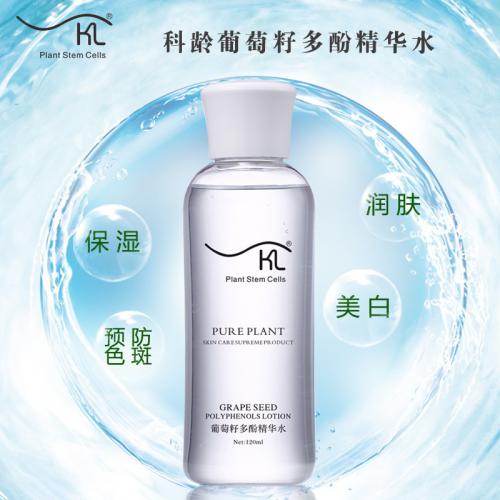 KL®
Plant Stem Cells
科龄葡萄籽多酚精华水
润肤
保湿
美白
预防
色斑
KL®
Plant Stem Cells
PURE PLANT
SKIN CARE SUPREME PRODUCT
GRAPE SEED
POLYPHENOLS LOTION
葡萄籽多酚精华水
Net:120ml